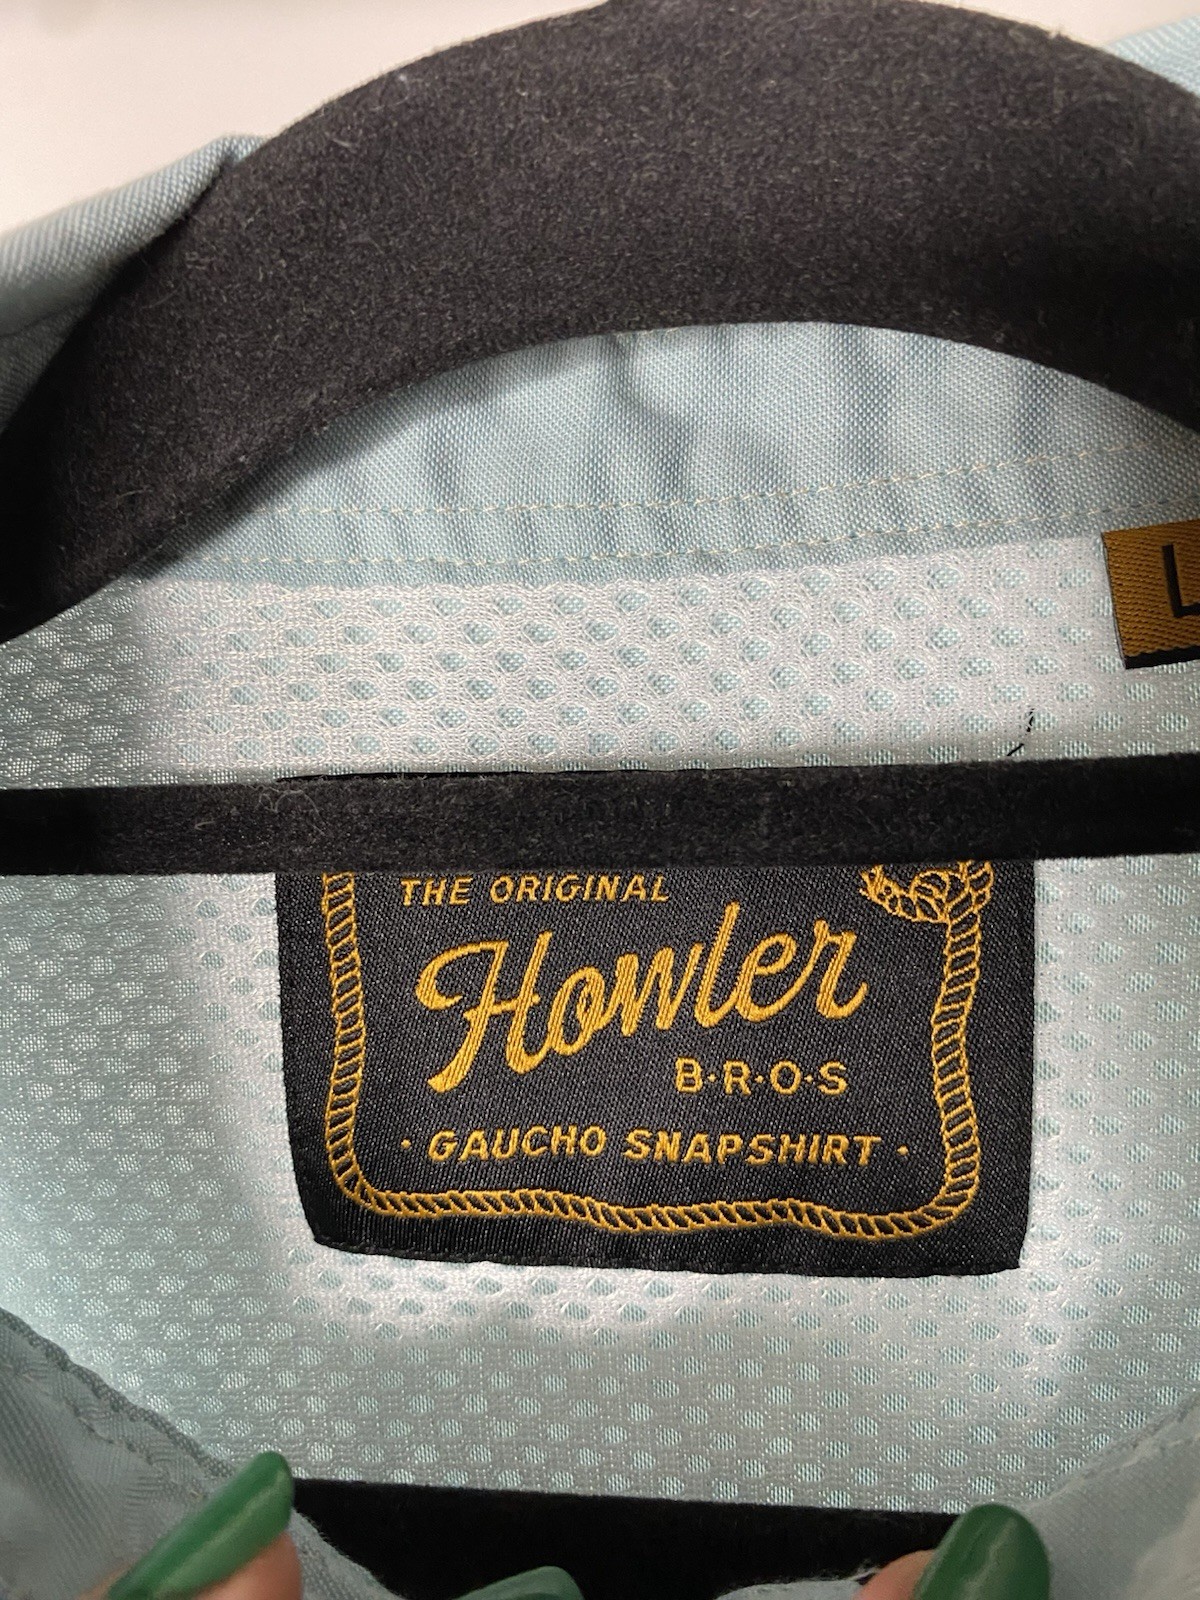 L
THE ORIGINAL
Howler
B·R·O·S
· GAUCHO SNAPSHIRT ·